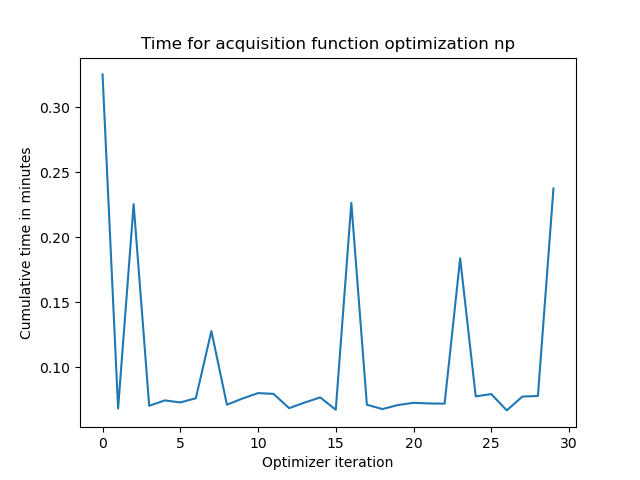 Time for acquisition function optimization np
Cumulative time in minutes
0.30
0.25
0.20
0.15
0.10
0 5 10 15 20 25 30
Optimizer iteration